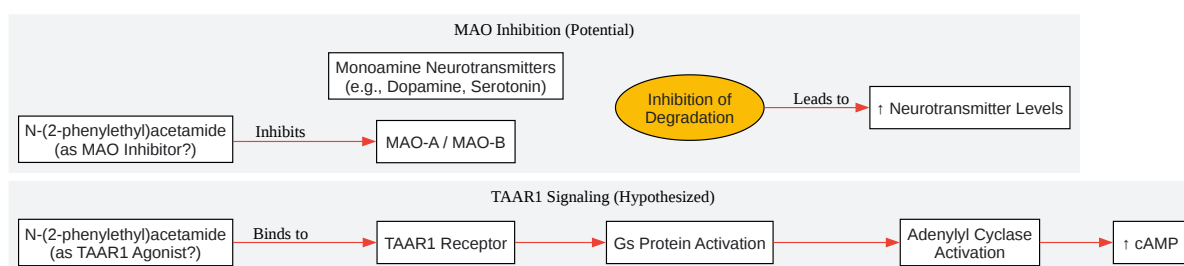 MAO Inhibition (Potential)
Monoamine Neurotransmitters
(e.g., Dopamine, Serotonin)
Inhibition of
Degradation
Leads to
↑ Neurotransmitter Levels
N-(2-phenylethyl)acetamide
(as MAO Inhibitor?)
Inhibits
MAO-A / MAO-B
TAAR1 Signaling (Hypothesized)
N-(2-phenylethyl)acetamide
(as TAAR1 Agonist?)
Binds to
TAAR1 Receptor
Gs Protein Activation
Adenylyl Cyclase
Activation
↑ cAMP